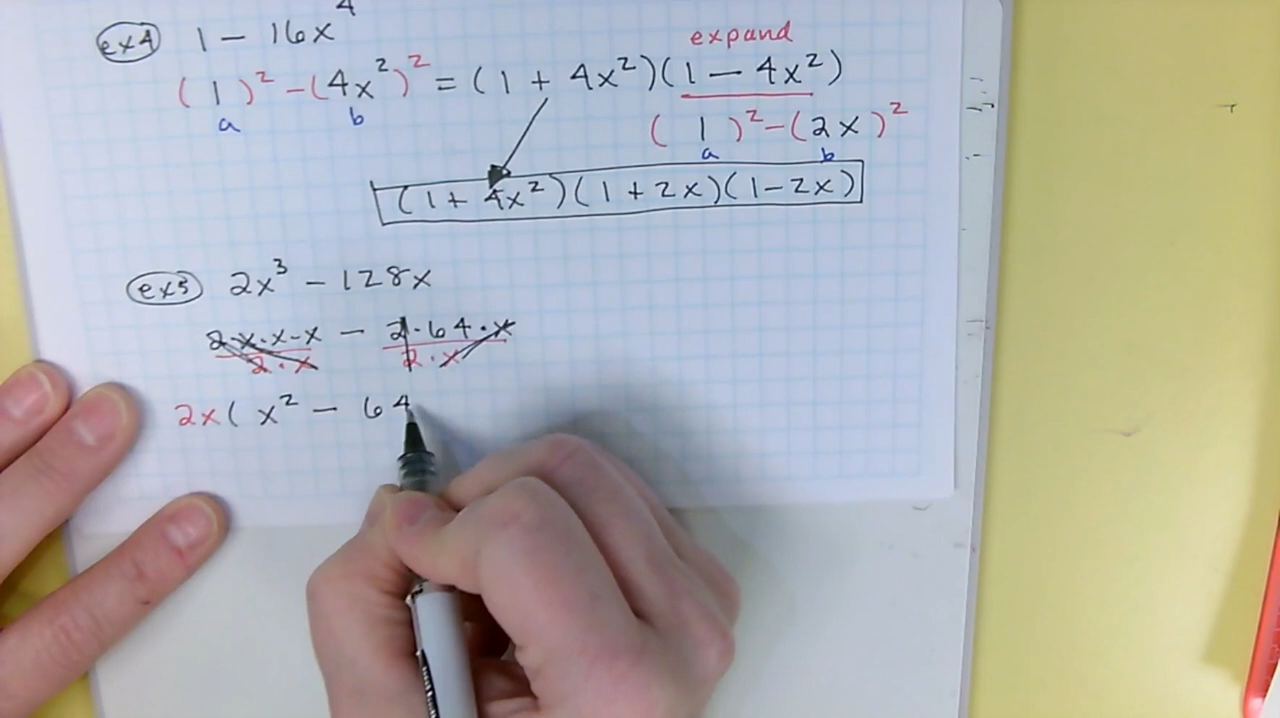 ex4 1 - 16x⁴
expand
(1)² - (4x²)² = (1 + 4x²)(1 - 4x²)
a b (1)² - (2x)²
a b
(1 + 4x²)(1 + 2x)(1 - 2x)
ex5 2x³ - 128x
2·x·x·x - 2·64·x
2·x 2·x
2x(x² - 64